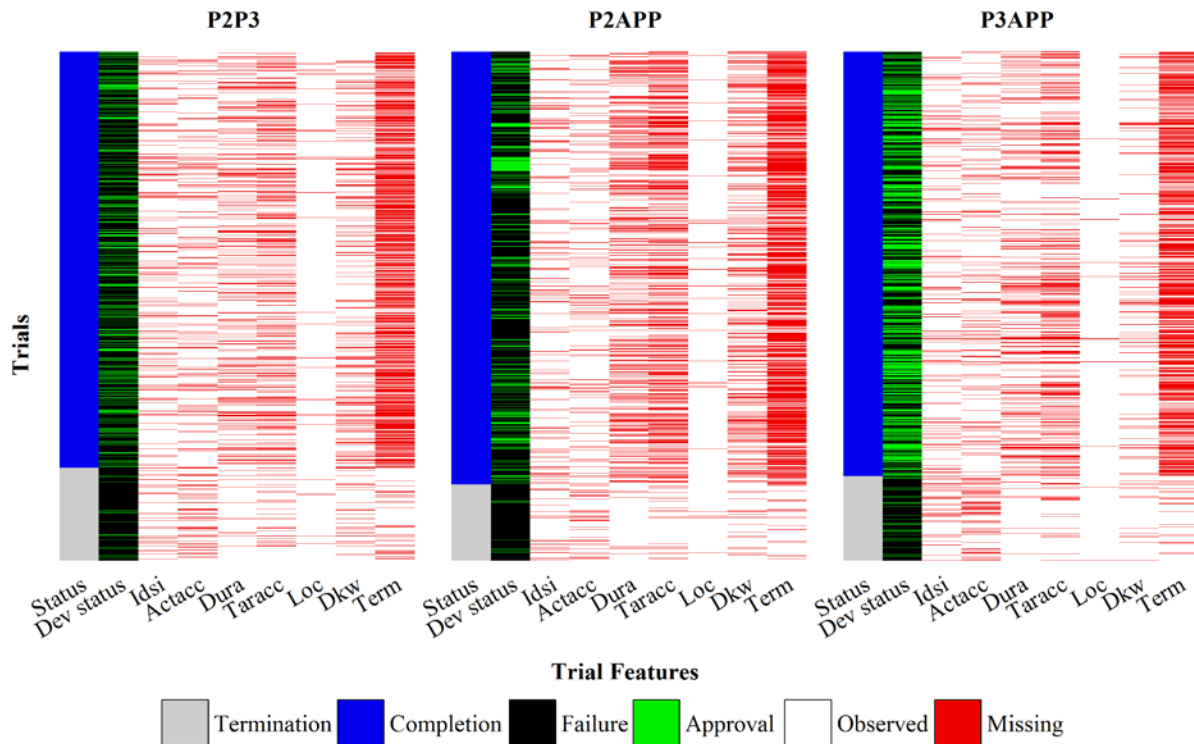 P2P3 P2APP P3APP
Trials
Status Dev status Idsi Actacc Dura Taracc Loc Dkw Term
Status Dev status Idsi Actacc Dura Taracc Loc Dkw Term
Status Dev status Idsi Actacc Dura Taracc Loc Dkw Term
Trial Features
Termination Completion Failure Approval Observed Missing